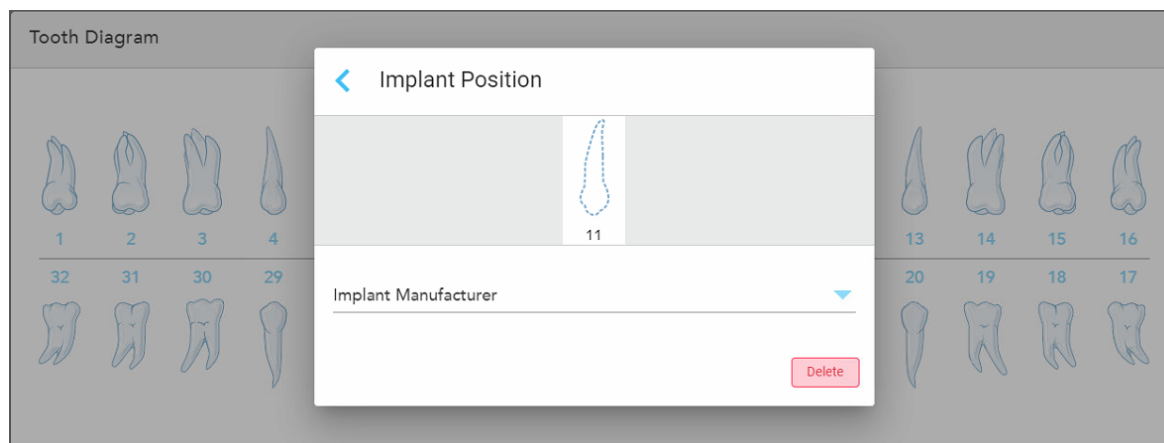 Tooth Diagram
Implant Position
11
1 2 3 4 13 14 15 16
32 31 30 29 20 19 18 17
Implant Manufacturer
Delete